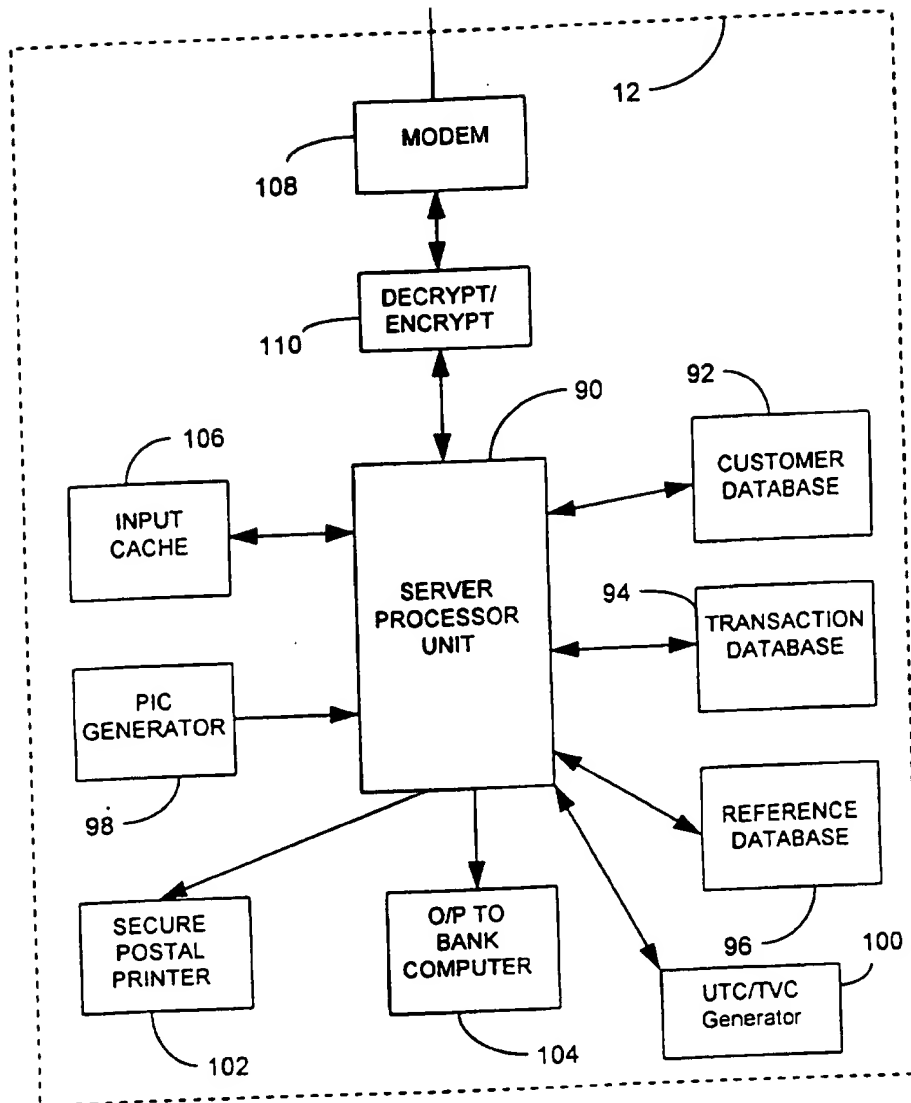 12
MODEM
108
DECRYPT/
ENCRYPT
110
90
92
CUSTOMER
DATABASE
106
INPUT
CACHE
SERVER
PROCESSOR
UNIT
94
TRANSACTION
DATABASE
PIC
GENERATOR
98
REFERENCE
DATABASE
96
SECURE
POSTAL
PRINTER
102
O/P TO
BANK
COMPUTER
104
100
UTC/TVC
Generator